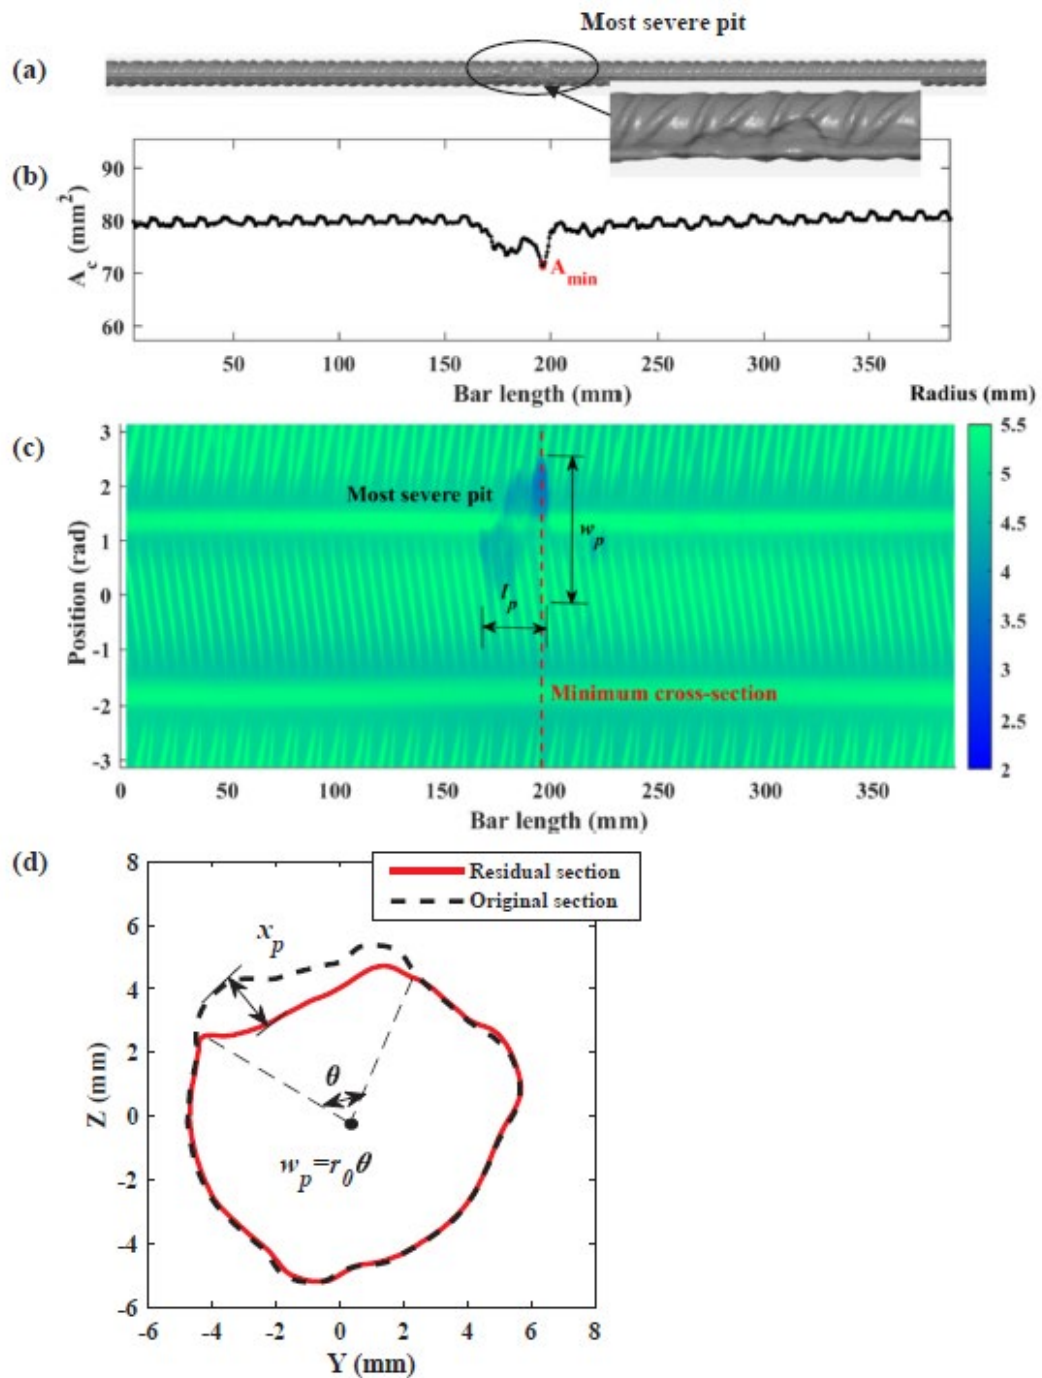 Most severe pit
(a)
(b)
A_c (mm²)
90
80
70
60
A_min
50
100
150
200
250
300
350
Bar length (mm)
Radius (mm)
(c)
Position (rad)
3
2
1
0
-1
-2
-3
Most severe pit
w_p
l_p
Minimum cross-section
5.5
5
4.5
4
3.5
3
2.5
2
0
50
100
150
200
250
300
350
Bar length (mm)
(d)
Residual section
Original section
Z (mm)
8
6
4
2
0
-2
-4
-6
x_p
θ
w_p=r_0θ
-6
-4
-2
0
2
4
6
8
Y (mm)